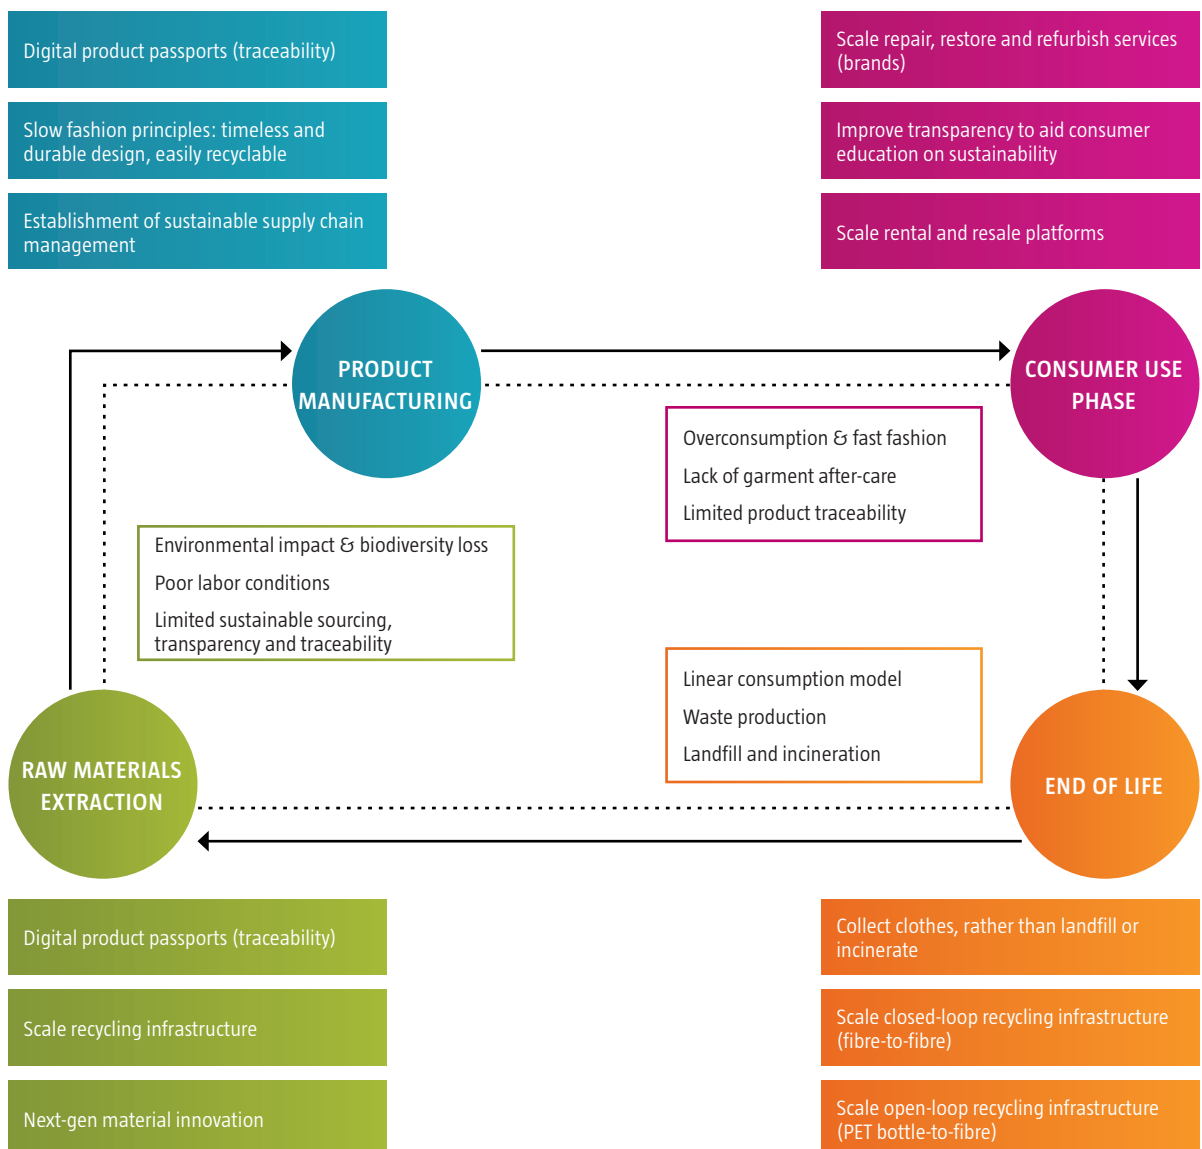 Digital product passports (traceability)
Slow fashion principles: timeless and
durable design, easily recyclable
Establishment of sustainable supply chain
management
Scale repair, restore and refurbish services
(brands)
Improve transparency to aid consumer
education on sustainability
Scale rental and resale platforms
PRODUCT
MANUFACTURING
CONSUMER USE
PHASE
Overconsumption & fast fashion
Lack of garment after-care
Limited product traceability
Environmental impact & biodiversity loss
Poor labor conditions
Limited sustainable sourcing,
transparency and traceability
Linear consumption model
Waste production
Landfill and incineration
RAW MATERIALS
EXTRACTION
END OF LIFE
Digital product passports (traceability)
Scale recycling infrastructure
Next-gen material innovation
Collect clothes, rather than landfill or
incinerate
Scale closed-loop recycling infrastructure
(fibre-to-fibre)
Scale open-loop recycling infrastructure
(PET bottle-to-fibre)